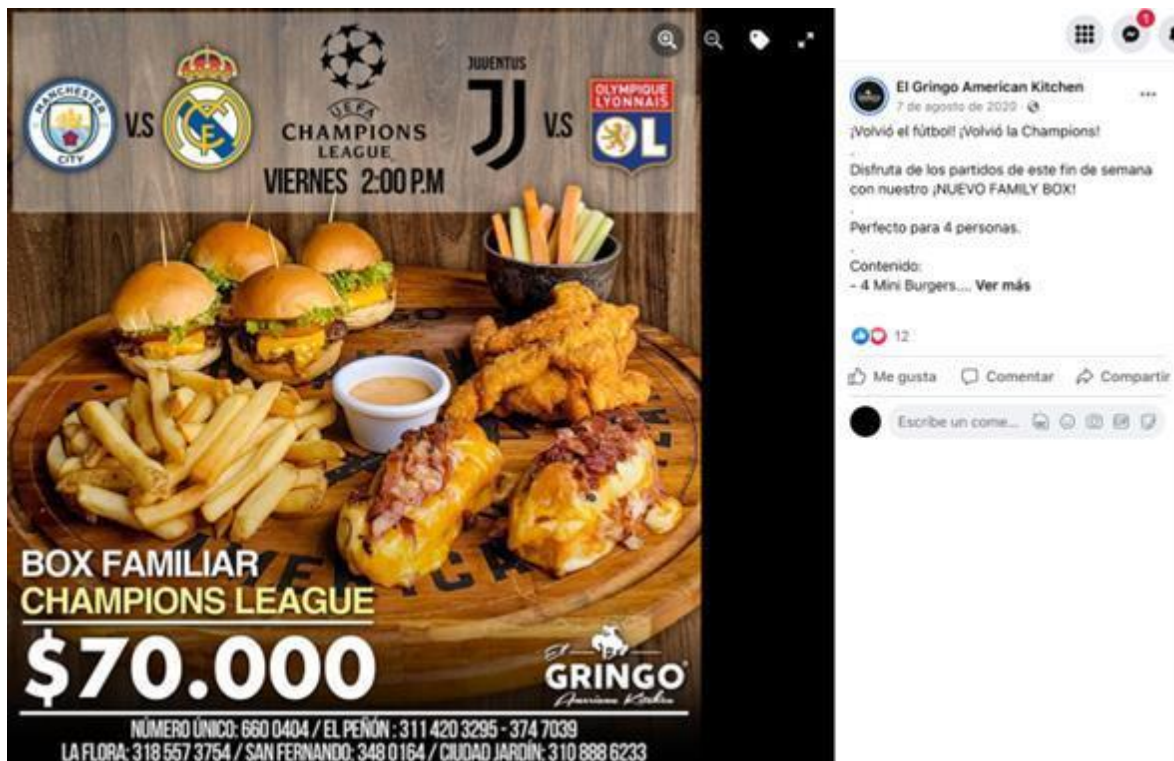 MANCHESTER
CITY
V.S
UEFA
CHAMPIONS
LEAGUE
VIERNES 2:00 P.M
JUVENTUS
V.S
OLYMPIQUE
LYONNAIS
OL
BOX FAMILIAR
CHAMPIONS LEAGUE
$70.000
El
GRINGO
American Kitchen
NÚMERO ÚNICO: 660 0404 / EL PEÑÓN : 311 420 3295 - 374 7039
LA FLORA: 318 557 3754 / SAN FERNANDO: 348 0164 / CIUDAD JARDÍN: 310 888 6233
1
El Gringo American Kitchen
7 de agosto de 2020 ·
¡Volvió el fútbol! ¡Volvió la Champions!
.
Disfruta de los partidos de este fin de semana
con nuestro ¡NUEVO FAMILY BOX!
.
Perfecto para 4 personas.
.
Contenido:
- 4 Mini Burgers.... Ver más
12
Me gusta Comentar Compartir
Escribe un come...